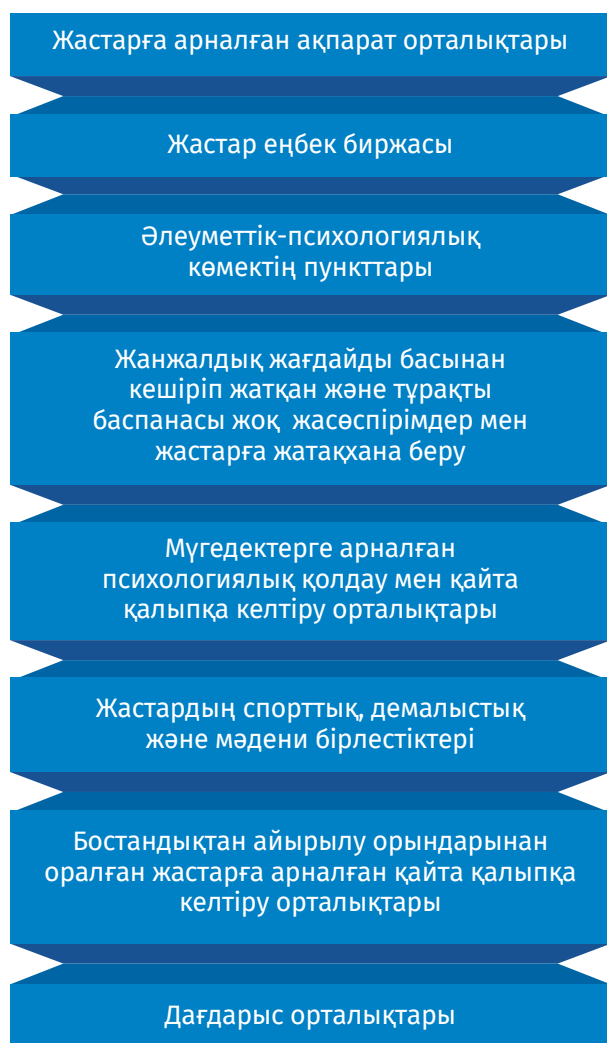 Жастарға арналған ақпарат орталықтары
Жастар еңбек биржасы
Әлеуметтік-психологиялық
көмектің пункттары
Жанжалдық жағдайды басынан
кешіріп жатқан және тұрақты
баспанасы жоқ жасөспірімдер мен
жастарға жатақхана беру
Мүгедектерге арналған
психологиялық қолдау мен қайта
қалыпқа келтіру орталықтары
Жастардың спорттық, демалыстық
және мәдени бірлестіктері
Бостандықтан айырылу орындарынан
оралған жастарға арналған қайта қалыпқа
келтіру орталықтары
Дағдарыс орталықтары